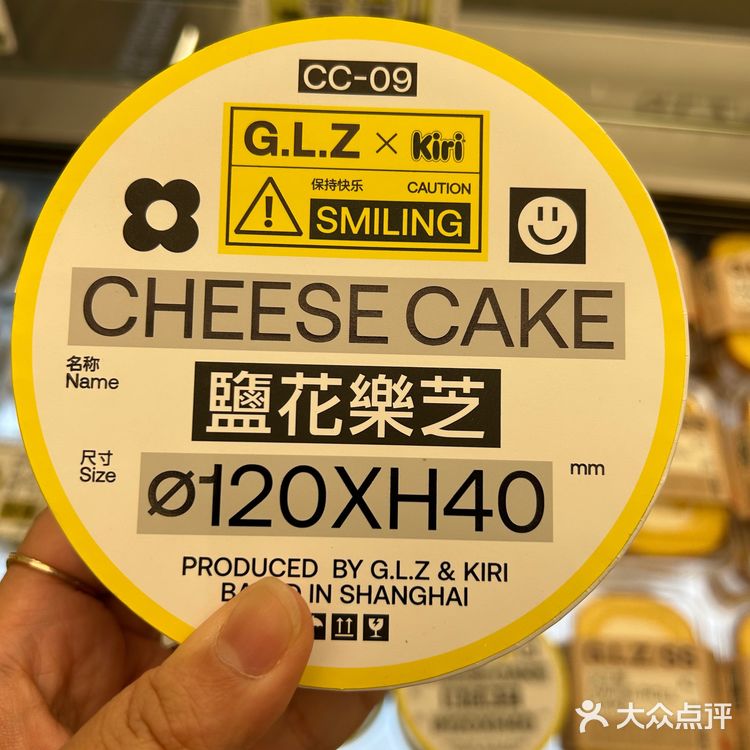 CC-09
G.L.Z × Kiri
保持快乐 CAUTION
SMILING
CHEESE CAKE
名称
Name
鹽花樂芝
尺寸
Size
ø120XH40 mm
PRODUCED BY G.L.Z & KIRI
IN SHANGHAI
G.L.Z
大众点评